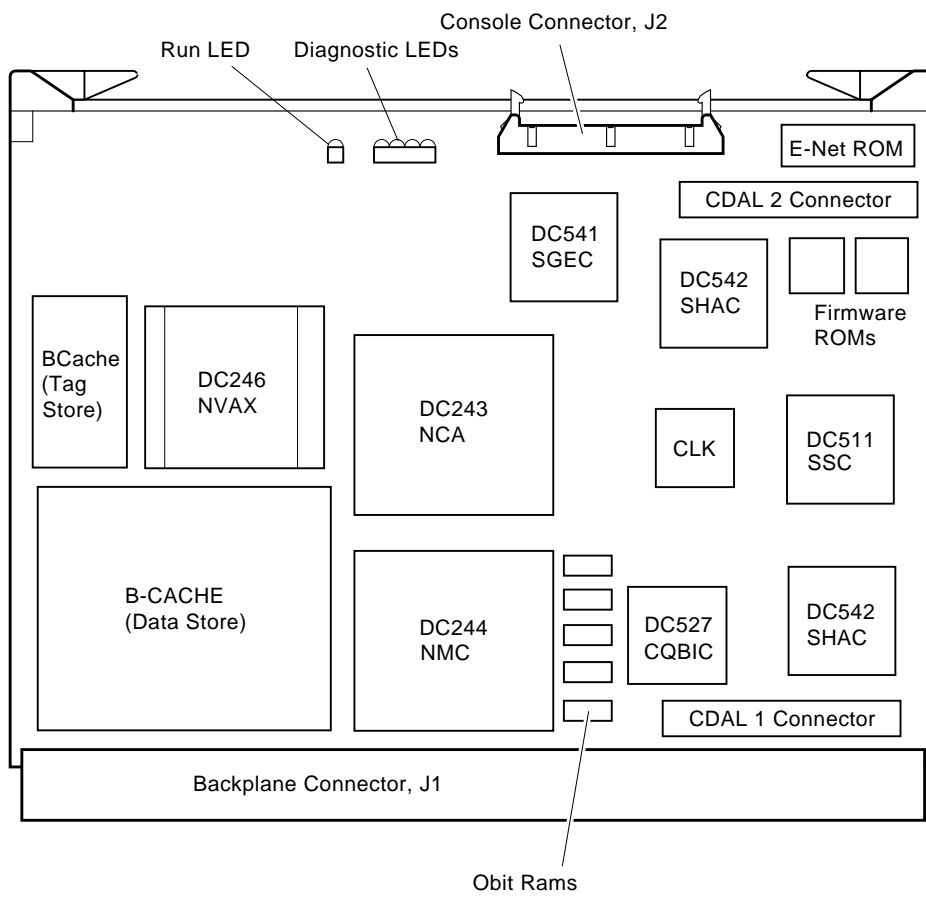 Console Connector, J2
Run LED
Diagnostic LEDs
E-Net ROM
CDAL 2 Connector
DC541
SGEC
DC542
SHAC
Firmware
ROMs
BCache
(Tag
Store)
DC246
NVAX
DC243
NCA
CLK
DC511
SSC
B-CACHE
(Data Store)
DC244
NMC
DC527
CQBIC
DC542
SHAC
CDAL 1 Connector
Backplane Connector, J1
Obit Rams